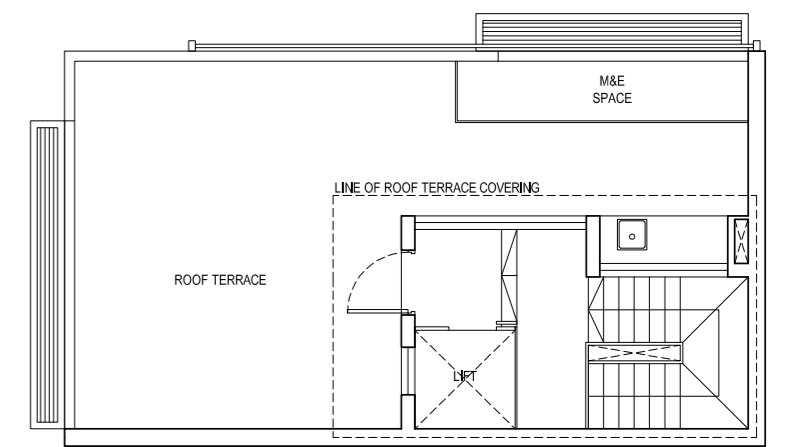 M&E
SPACE
LINE OF ROOF TERRACE COVERING
ROOF TERRACE
LIFT